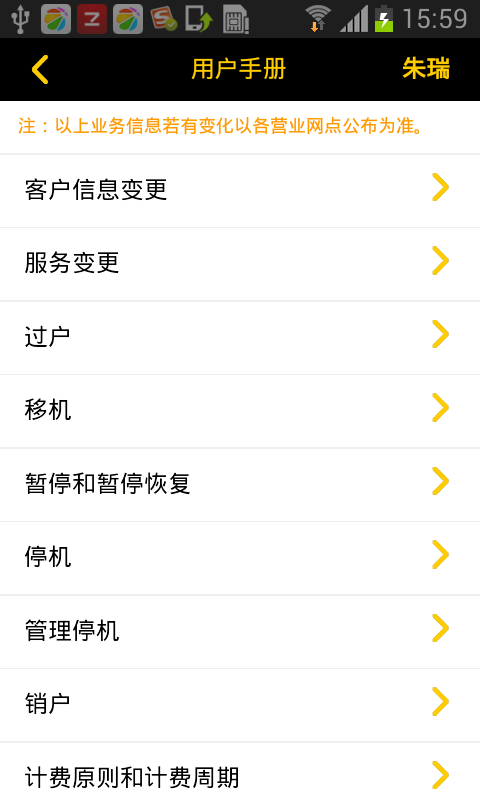 15:59
用户手册
朱瑞
注：以上业务信息若有变化以各营业网点公布为准。
客户信息变更
服务变更
过户
移机
暂停和暂停恢复
停机
管理停机
销户
计费原则和计费周期